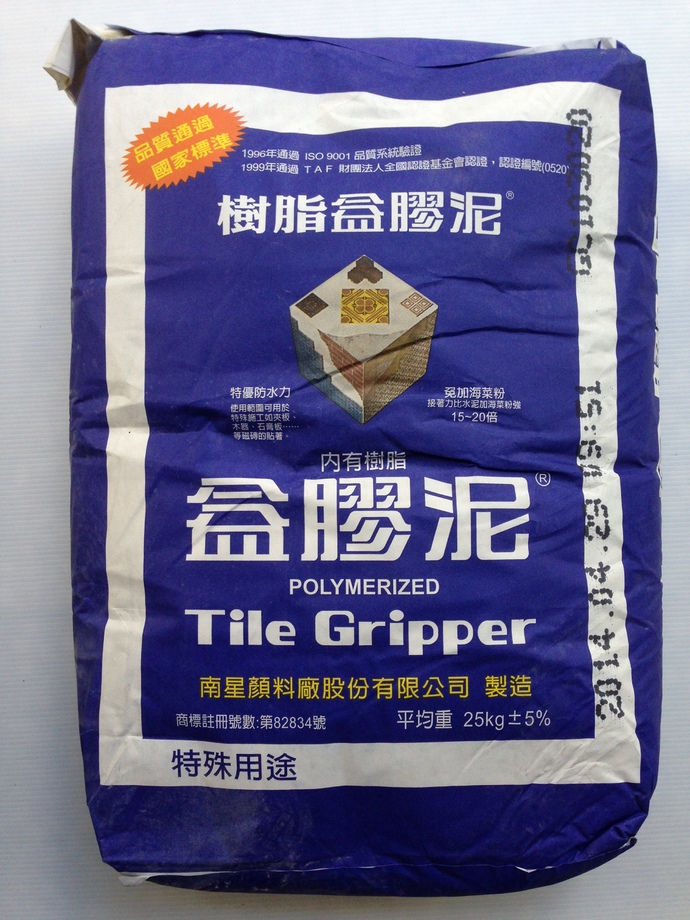 品質通過
國家標準
1996年通過 ISO 9001 品質系統驗證
1999年通過 TAF 財團法人全國認證基金會認證，認證編號(0520)
樹脂益膠泥®
特優防水力
使用範圍可用於
特殊施工如夾板、
木器、石膏板……
等磁磚的貼著。
免加海菜粉
接著力比水泥加海菜粉強
15~20倍
內有樹脂
益膠泥®
POLYMERIZED
Tile Gripper
南星顏料廠股份有限公司 製造
商標註冊號數:第82834號
平均重 25kg±5%
特殊用途
2014.04.29